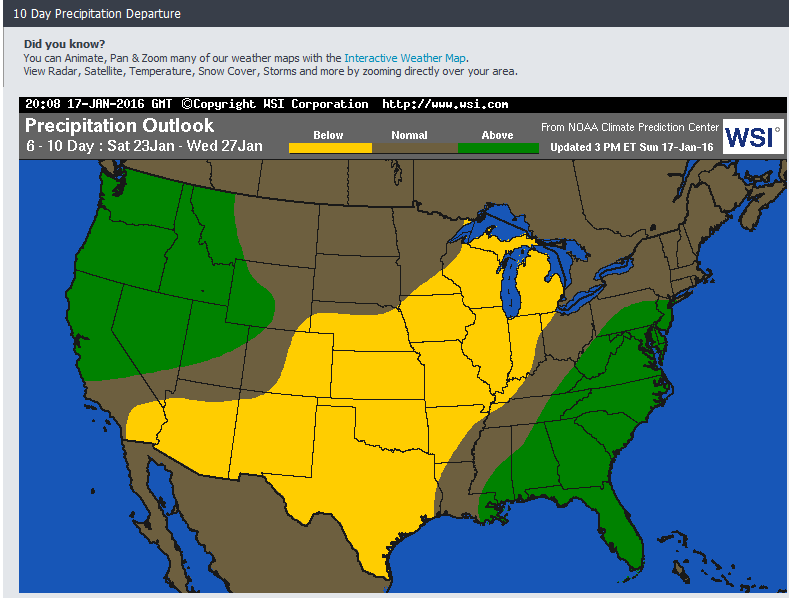 10 Day Precipitation Departure
Did you know?
You can Animate, Pan & Zoom many of our weather maps with the Interactive Weather Map.
View Radar, Satellite, Temperature, Snow Cover, Storms and more by zooming directly over your area.
20:08 17-JAN-2016 GMT ©Copyright WSI Corporation http://www.wsi.com
Precipitation Outlook
6 - 10 Day : Sat 23Jan - Wed 27Jan
Below Normal Above
From NOAA Climate Prediction Center
Updated 3 PM ET Sun 17-Jan-16
WSI